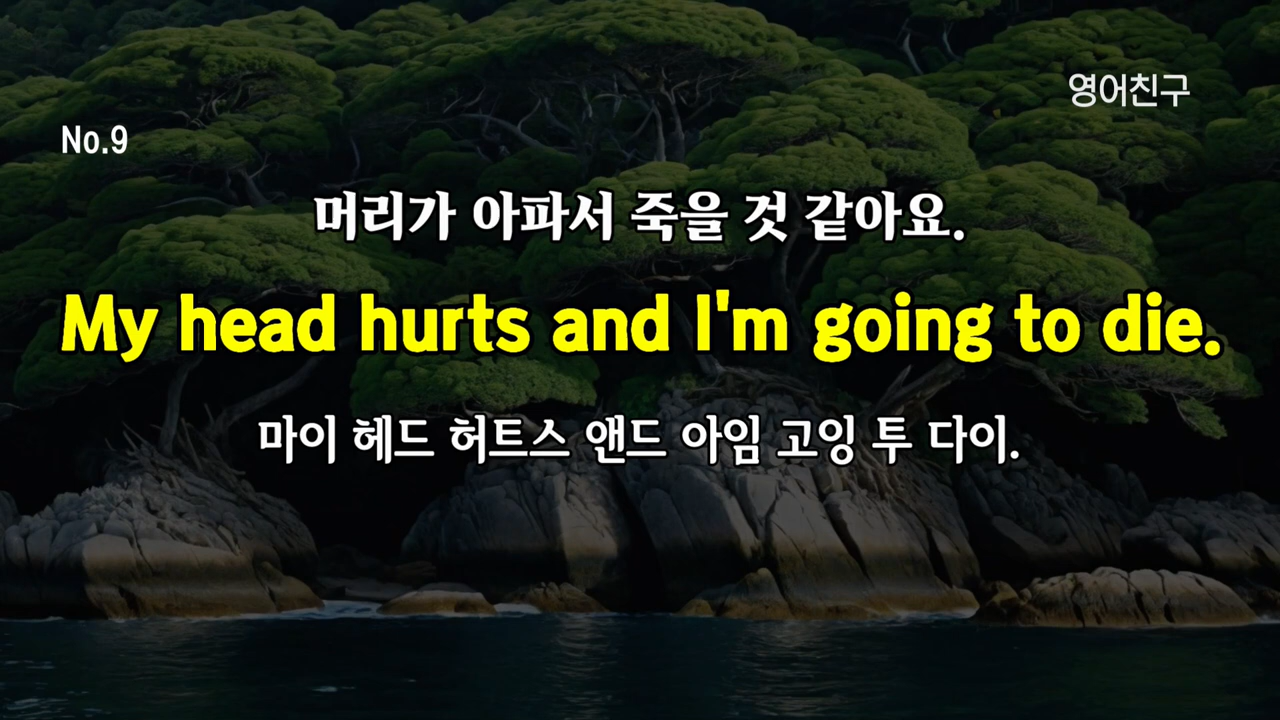 영어친구
No.9
머리가 아파서 죽을 것 같아요.
My head hurts and I'm going to die.
마이 헤드 허트스 앤드 아임 고잉 투 다이.